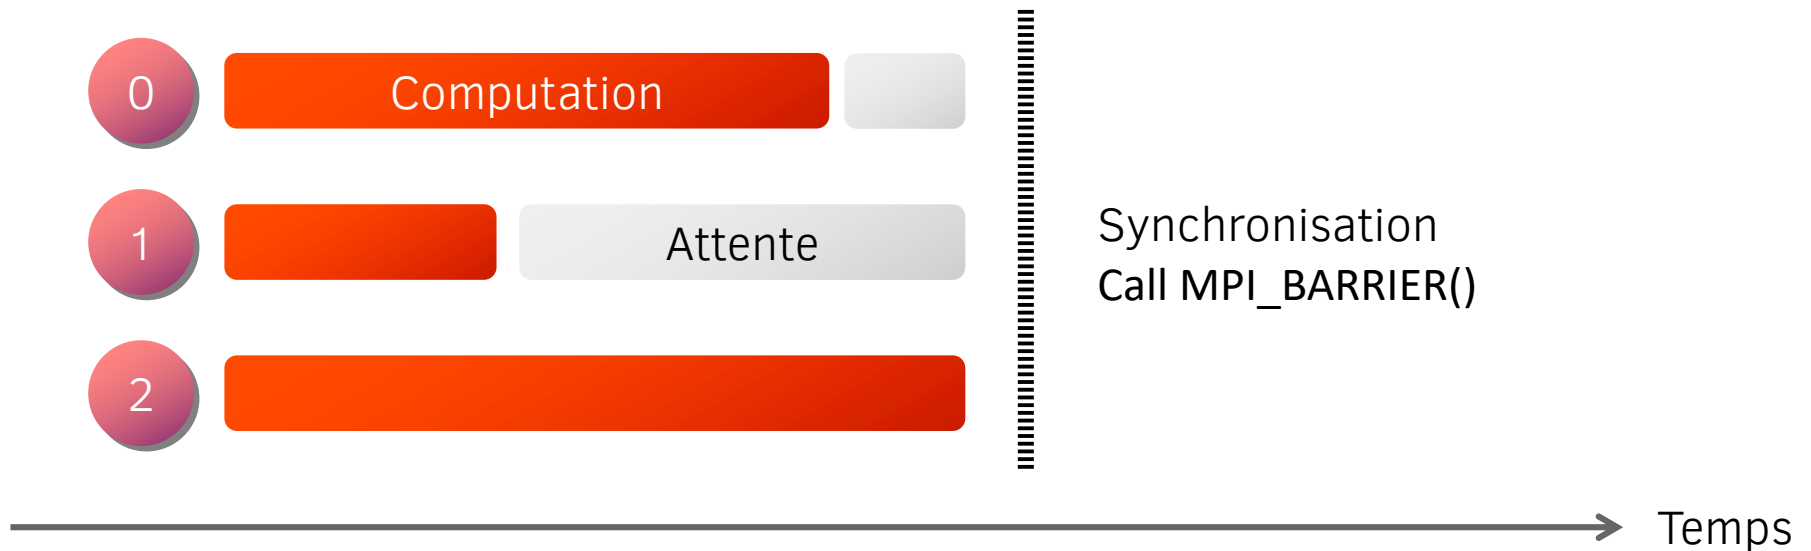 0
Computation
1
Attente
Synchronisation
Call MPI_BARRIER()
2
Temps